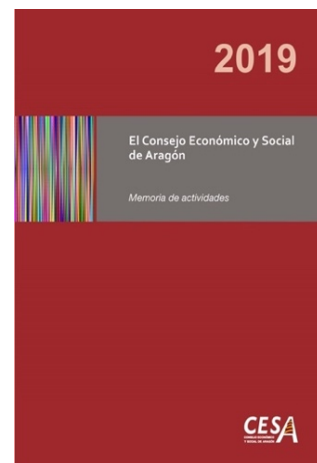 2019
El Consejo Económico y Social
de Aragón
Memoria de actividades
CESA
CONSEJO ECONÓMICO
Y SOCIAL DE ARAGÓN